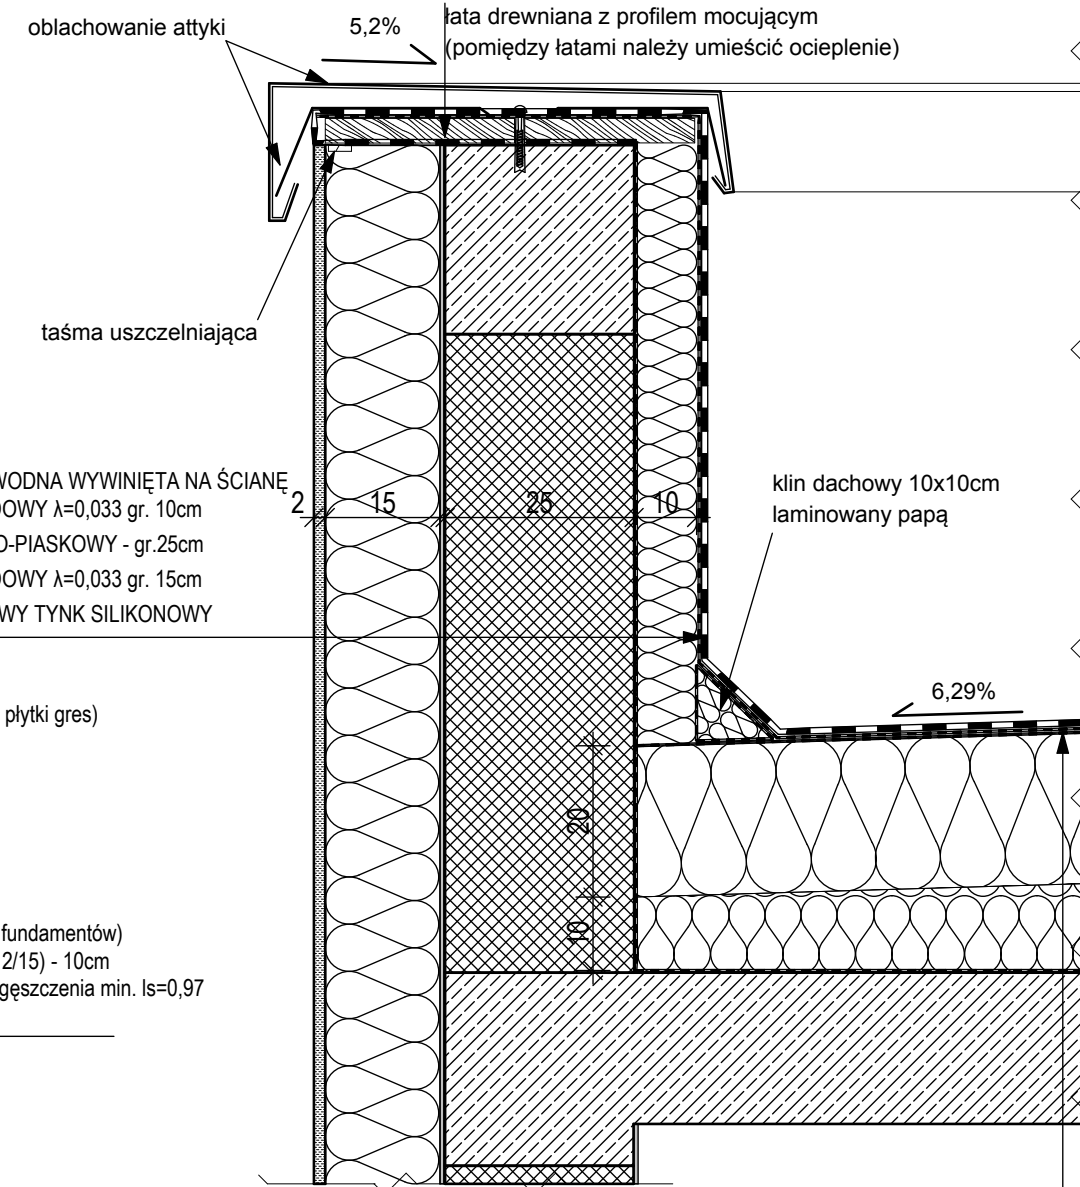 oblachowanie attyki
5,2%
łata drewniana z profilem mocującym
(pomiędzy łatami należy umieścić ocieplenie)
taśma uszczelniająca
WODNA WYWINIĘTA NA ŚCIANĘ
OWY λ=0,033 gr. 10cm
O-PIASKOWY - gr.25cm
OWY λ=0,033 gr. 15cm
WY TYNK SILIKONOWY
2
15
25
10
klin dachowy 10x10cm
laminowany papą
płytki gres)
6,29%
20
10
fundamentów)
2/15) - 10cm
gęszczenia min. Is=0,97